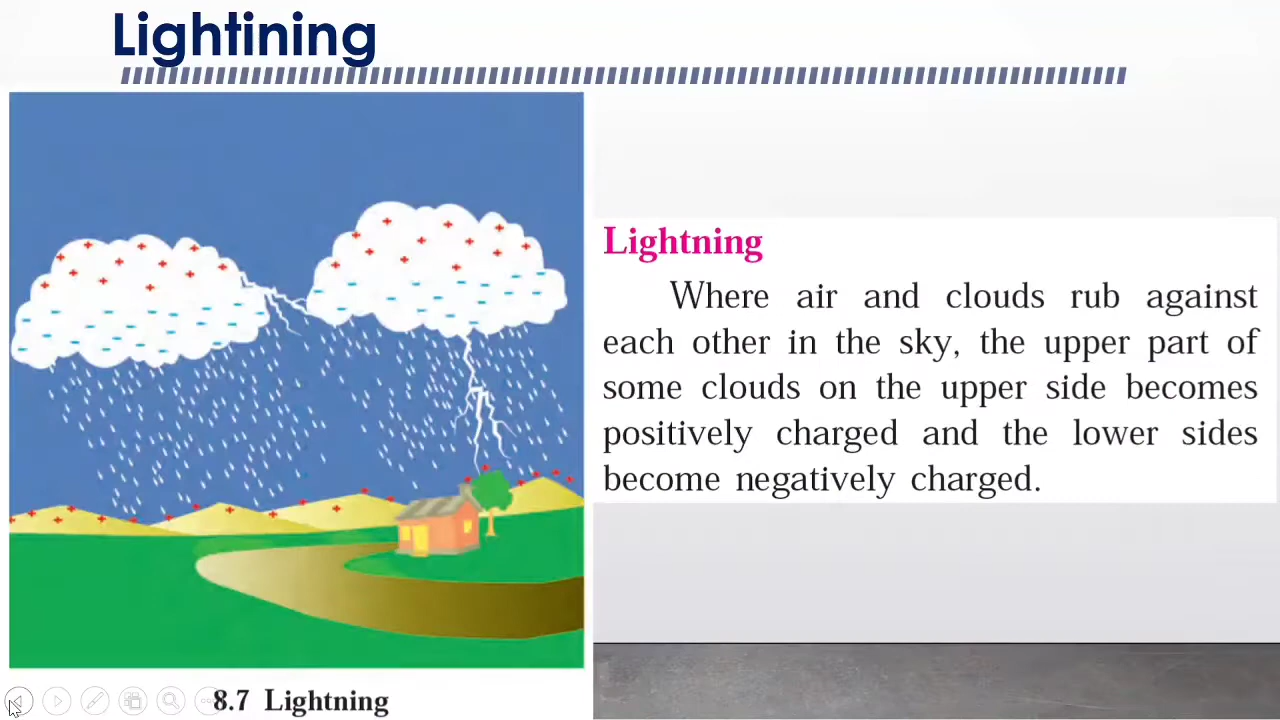 Lightining
Lightning
Where air and clouds rub against
each other in the sky, the upper part of
some clouds on the upper side becomes
positively charged and the lower sides
become negatively charged.
8.7 Lightning